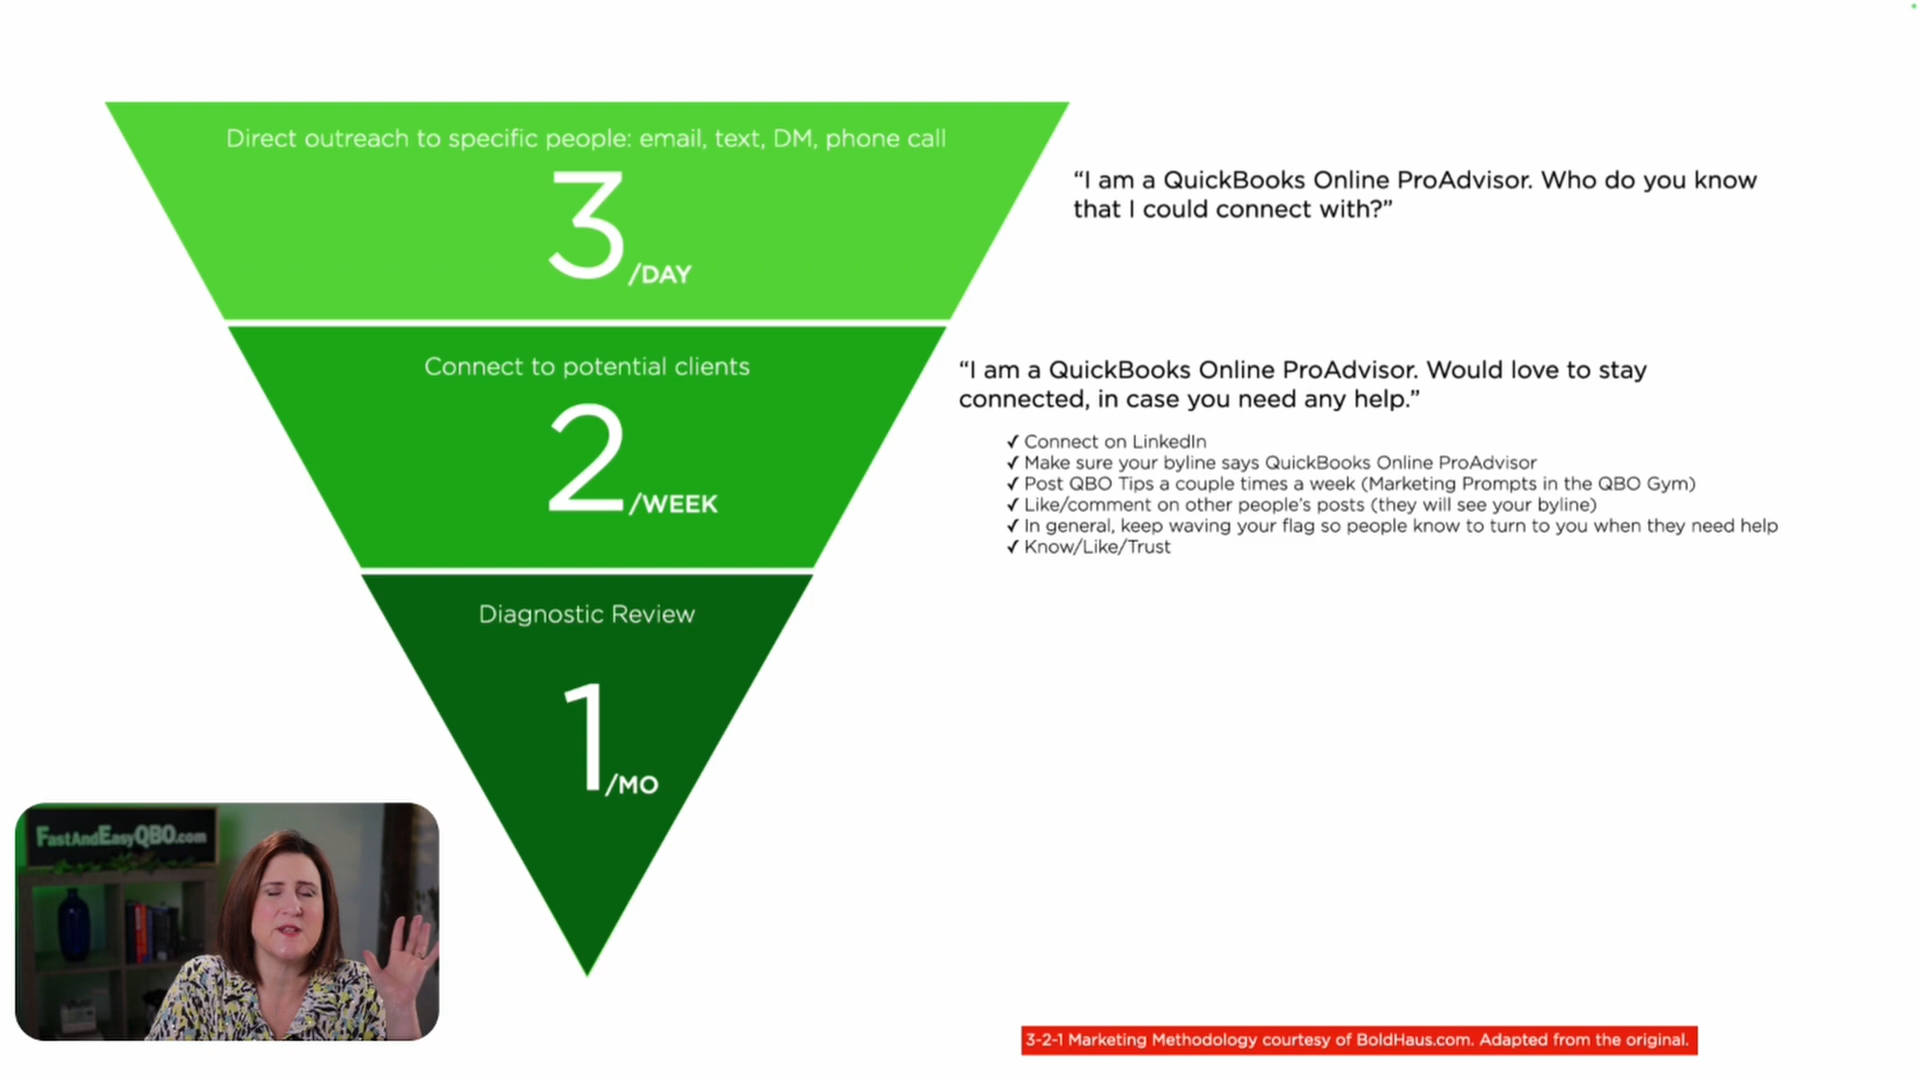 Direct outreach to specific people: email, text, DM, phone call
3/DAY
“I am a QuickBooks Online ProAdvisor. Who do you know
that I could connect with?”
Connect to potential clients
2/WEEK
“I am a QuickBooks Online ProAdvisor. Would love to stay
connected, in case you need any help.”
✓ Connect on LinkedIn
✓ Make sure your byline says QuickBooks Online ProAdvisor
✓ Post QBO Tips a couple times a week (Marketing Prompts in the QBO Gym)
✓ Like/comment on other people’s posts (they will see your byline)
✓ In general, keep waving your flag so people know to turn to you when they need help
✓ Know/Like/Trust
Diagnostic Review
1/MO
FastAndEasyQBO.com
3-2-1 Marketing Methodology courtesy of BoldHaus.com. Adapted from the original.